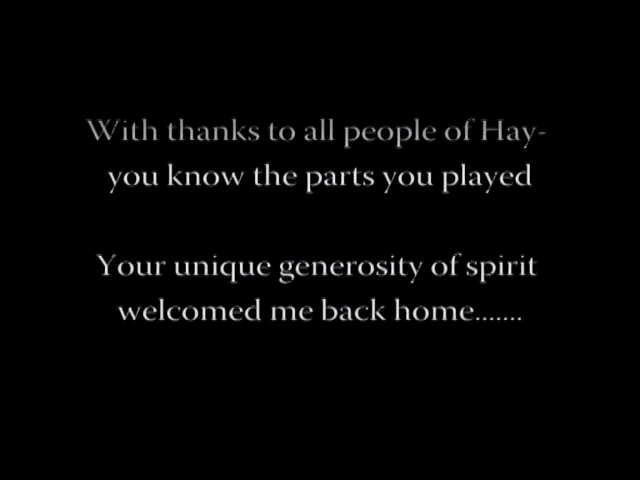 With thanks to all people of Hay-
you know the parts you played
Your unique generosity of spirit
welcomed me back home.......